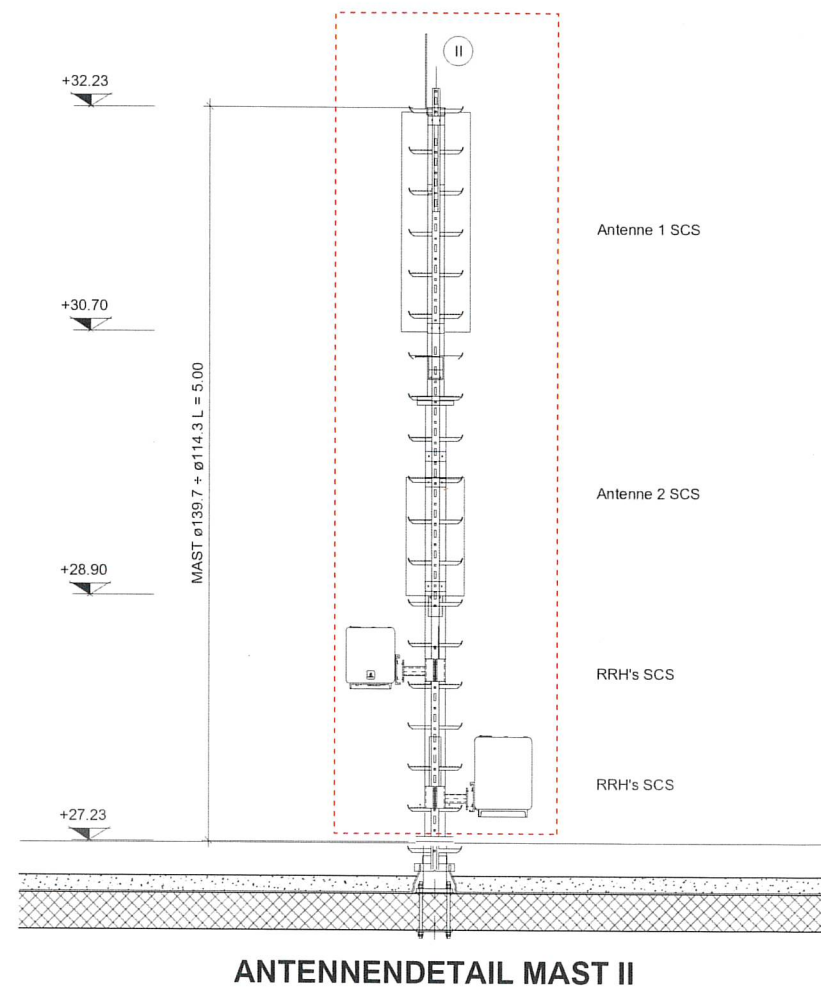 II
+32.23
Antenne 1 SCS
+30.70
MAST ø139.7 ÷ ø114.3 L = 5.00
Antenne 2 SCS
+28.90
RRH's SCS
RRH's SCS
+27.23
ANTENNENDETAIL MAST II